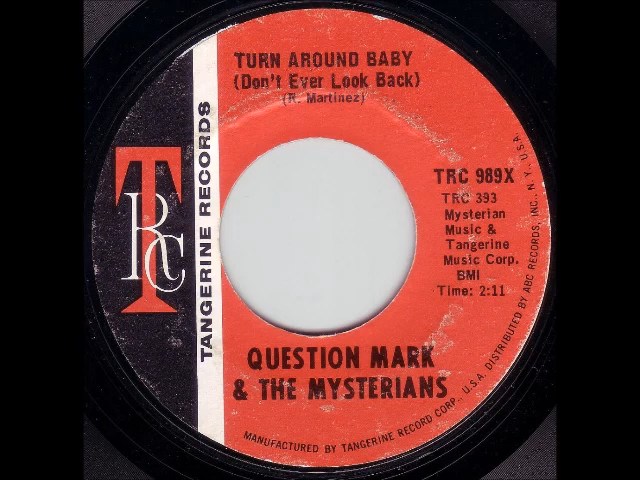 TURN AROUND BABY
(Don't Ever Look Back)
(R. Martinez)
TRC
TANGERINE RECORDS
TRC 989X
TRC 393
Mysterian
Music &
Tangerine
Music Corp.
BMI
Time: 2:11
QUESTION MARK
& THE MYSTERIANS
MANUFACTURED BY TANGERINE RECORD CORP., U.S.A. DISTRIBUTED BY ABC RECORDS, INC., N.Y., U.S.A.